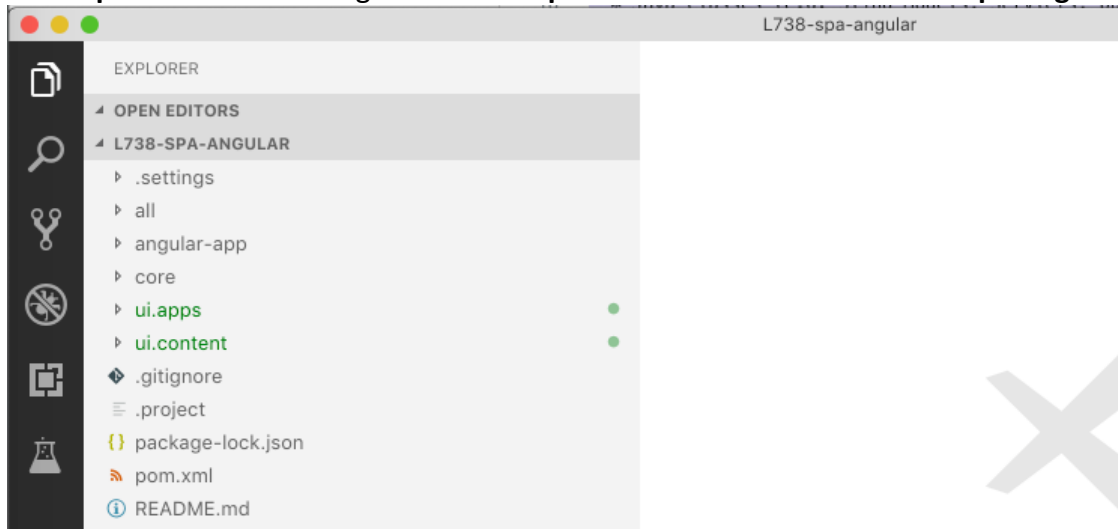 L738-spa-angular
EXPLORER
OPEN EDITORS
L738-SPA-ANGULAR
.settings
all
angular-app
core
ui.apps
ui.content
.gitignore
.project
{} package-lock.json
pom.xml
README.md